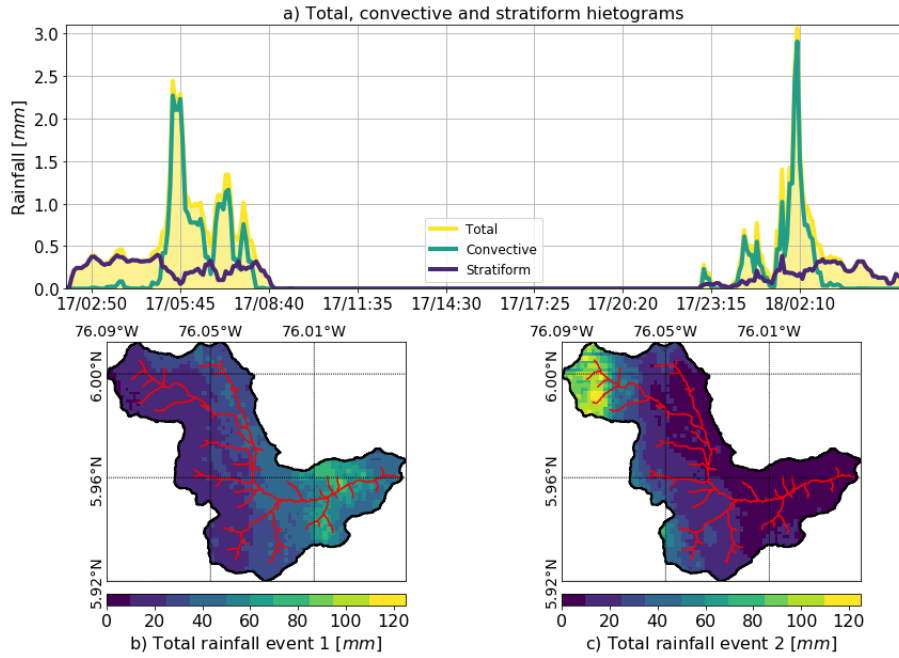 a) Total, convective and stratiform hietograms
3.0
2.5
2.0
1.5
1.0
0.5
0.0
Rainfall [mm]
Total
Convective
Stratiform
17/02:50 17/05:45 17/08:40 17/11:35 17/14:30 17/17:25 17/20:20 17/23:15 18/02:10
76.09°W 76.05°W 76.01°W
6.00°N
5.96°N
5.92°N
0 20 40 60 80 100 120
b) Total rainfall event 1 [mm]
76.09°W 76.05°W 76.01°W
6.00°N
5.96°N
5.92°N
0 20 40 60 80 100 120
c) Total rainfall event 2 [mm]